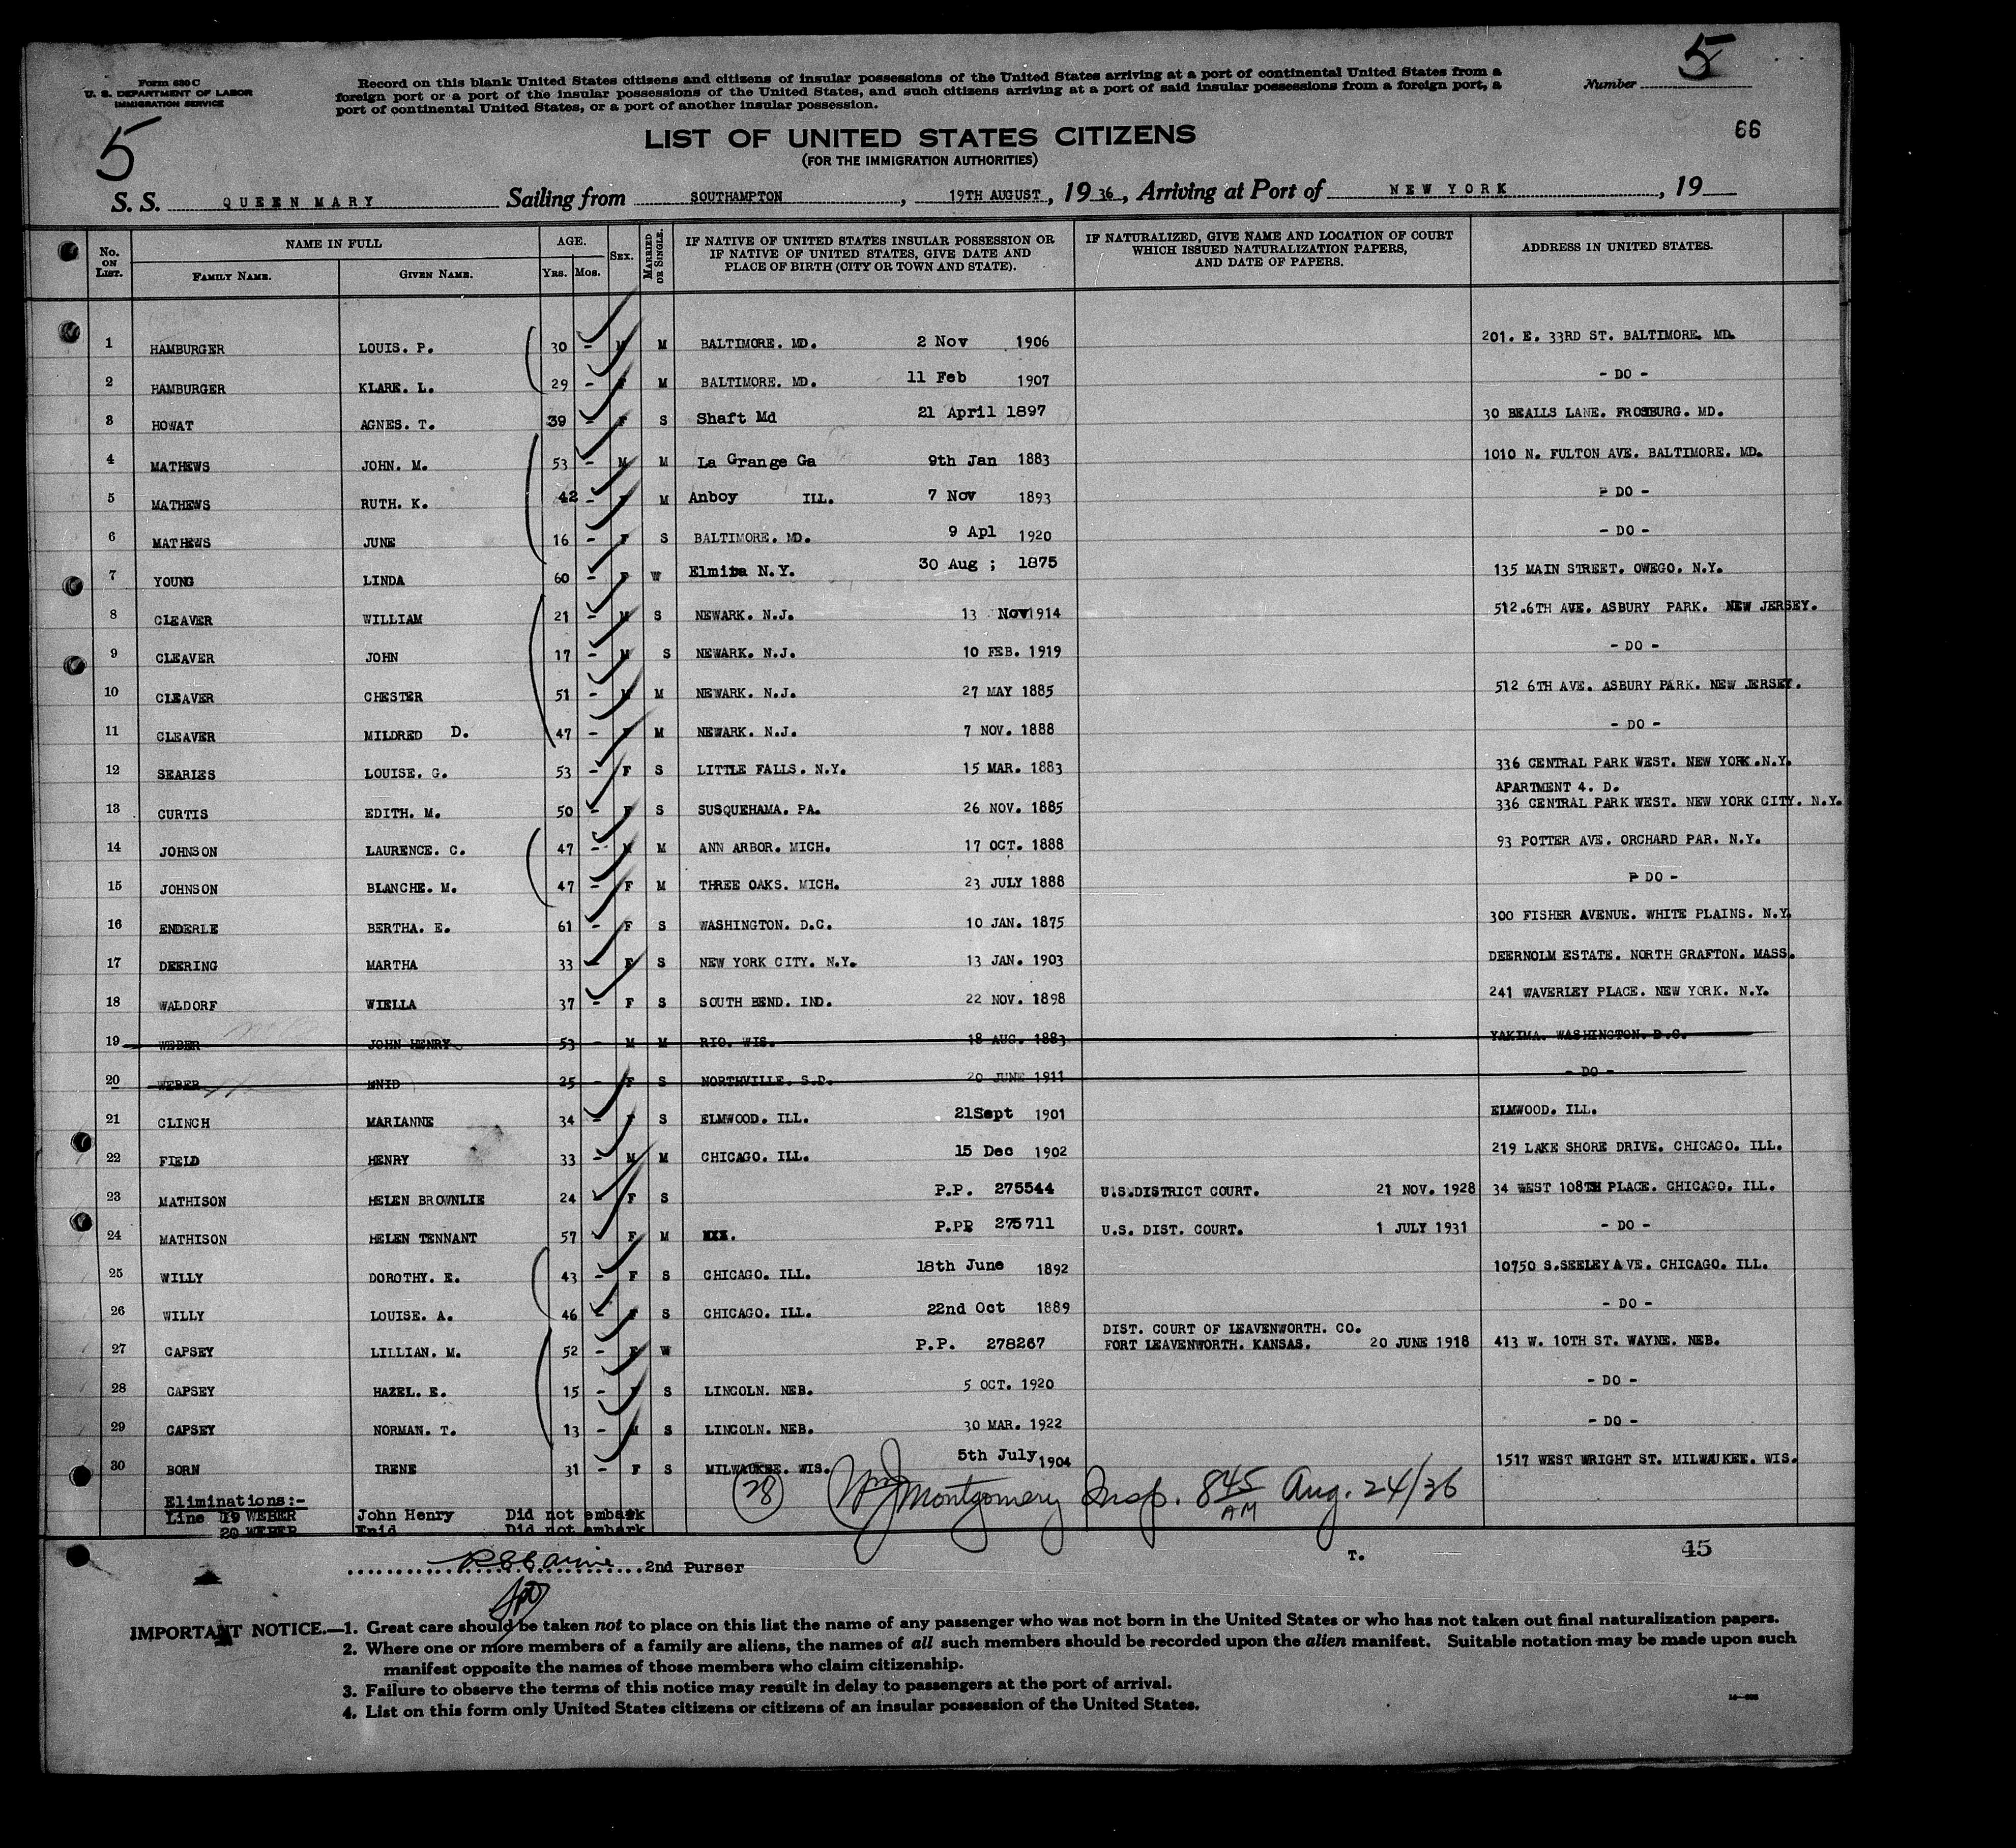 Form 630 C
U. S. DEPARTMENT OF LABOR
IMMIGRATION SERVICE
Record on this blank United States citizens and citizens of insular possessions of the United States arriving at a port of continental United States from a
foreign port or a port of the insular possessions of the United States, and such citizens arriving at a port of said insular possessions from a foreign port, a
port of continental United States, or a port of another insular possession.
Number 5
66
5
LIST OF UNITED STATES CITIZENS
(FOR THE IMMIGRATION AUTHORITIES)
S. S. QUEEN MARY Sailing from SOUTHAMPTON, 19TH AUGUST, 1936, Arriving at Port of NEW YORK, 19
No. ON LIST. NAME IN FULL FAMILY NAME. GIVEN NAME. AGE. YRS. MOS. SEX. MARRIED OR SINGLE. IF NATIVE OF UNITED STATES INSULAR POSSESSION OR IF NATIVE OF UNITED STATES, GIVE DATE AND PLACE OF BIRTH (CITY OR TOWN AND STATE). IF NATURALIZED, GIVE NAME AND LOCATION OF COURT WHICH ISSUED NATURALIZATION PAPERS, AND DATE OF PAPERS. ADDRESS IN UNITED STATES.
1 HAMBURGER LOUIS. P. 30 - M M BALTIMORE. MD. 2 Nov 1906 201. E. 33RD ST. BALTIMORE. MD.
2 HAMBURGER KLARE. L. 29 - F M BALTIMORE. MD. 11 Feb 1907 - DO -
3 HOWAT AGNES. T. 39 - F S Shaft Md 21 April 1897 30 BEALLS LANE. FROSBURG. MD.
4 MATHEWS JOHN. M. 53 - M M La Grange Ga 9th Jan 1883 1010 N. FULTON AVE. BALTIMORE. MD.
5 MATHEWS RUTH. K. 42 - F M Anboy ILL. 7 Nov 1893 - DO -
6 MATHEWS JUNE 16 - F S BALTIMORE. MD. 9 Apl 1920 - DO -
7 YOUNG LINDA 60 - F W Elmira N.Y. 30 Aug ; 1875 135 MAIN STREET. OWEGO. N.Y.
8 CLEAVER WILLIAM 21 - M S NEWARK. N.J. 13 Nov 1914 512.6TH AVE. ASBURY PARK. NEW JERSEY.
9 CLEAVER JOHN 17 - M S NEWARK. N.J. 10 FEB. 1919 - DO -
10 CLEAVER CHESTER 51 - M M NEWARK. N.J. 27 MAY 1885 512 6TH AVE. ASBURY PARK. NEW JERSEY.
11 CLEAVER MILDRED D. 47 - F M NEWARK. N.J. 7 NOV. 1888 - DO -
12 SEARLES LOUISE. G. 53 - F S LITTLE FALLS. N.Y. 15 MAR. 1883 336 CENTRAL PARK WEST. NEW YORK.N.Y.
APARTMENT 4. D.
13 CURTIS EDITH. M. 50 - F S SUSQUEHAMA. PA. 26 NOV. 1885 336 CENTRAL PARK WEST. NEW YORK CITY. N.Y.
14 JOHNSON LAURENCE. C. 47 - M M ANN ARBOR. MICH. 17 OCT. 1888 93 POTTER AVE. ORCHARD PAR. N.Y.
15 JOHNSON BLANCHE. M. 47 - F M THREE OAKS. MICH. 23 JULY 1888 - DO -
16 ENDERLE BERTHA. E. 61 - F S WASHINGTON. D.C. 10 JAN. 1875 300 FISHER AVENUE. WHITE PLAINS. N.Y.
17 DEERING MARTHA 33 - F S NEW YORK CITY. N.Y. 13 JAN. 1903 DEERNOLM ESTATE. NORTH GRAFTON. MASS.
18 WALDORF WIELLA 37 - F S SOUTH BEND. IND. 22 NOV. 1898 241 WAVERLEY PLACE. NEW YORK. N.Y.
19 WEBER JOHN HENRY 53 - M M RIO. WIS. 18 AUG. 1883 YAKIMA. WASHINGTON. D.C.
20 WEBER ENID 25 - F S NORTHVILLE. S.D. 20 JUNE 1911 - DO -
21 CLINCH MARIANNE 34 - F S ELMWOOD. ILL. 21Sept 1901 ELMWOOD. ILL.
22 FIELD HENRY 33 - M M CHICAGO. ILL. 15 Dec 1902 219 LAKE SHORE DRIVE. CHICAGO. ILL.
23 MATHISON HELEN BROWNLIE 24 - F S P.P. 275544 U.S.DISTRICT COURT. 21 NOV. 1928 34 WEST 108TH PLACE. CHICAGO. ILL.
24 MATHISON HELEN TENNANT 57 - F M XXX. P.PP 275711 U.S. DIST. COURT. 1 JULY 1931 - DO -
25 WILLY DOROTHY. E. 43 - F S CHICAGO. ILL. 18th June 1892 10750 S.SEELEY AVE. CHICAGO. ILL.
26 WILLY LOUISE. A. 46 - F S CHICAGO. ILL. 22nd Oct 1889 - DO -
DIST. COURT OF LEAVENWORTH. CO.
27 CAPSEY LILLIAN. M. 52 - F W P.P. 278267 FORT LEAVENWORTH. KANSAS. 20 JUNE 1918 413 W. 10TH ST. WAYNE. NEB.
28 CAPSEY HAZEL. E. 15 - F S LINCOLN. NEB. 5 OCT. 1920 - DO -
29 CAPSEY NORMAN. T. 13 - M S LINCOLN. NEB. 30 MAR. 1922 - DO -
30 BORN IRENE 31 - F S MILWAUKEE. WIS. 5th July 1904 1517 WEST WRIGHT ST. MILWAUKEE. WIS.
28 Wm J Montgomery Insp. 8 45 AM Aug. 24/36
Eliminations:-
Line 19 WEBER John Henry Did not embark
20 WEBER Enid Did not embark
2nd Purser
T. 45
IMPORTANT NOTICE.—1. Great care should be taken not to place on this list the name of any passenger who was not born in the United States or who has not taken out final naturalization papers.
2. Where one or more members of a family are aliens, the names of all such members should be recorded upon the alien manifest. Suitable notation may be made upon such
manifest opposite the names of those members who claim citizenship.
3. Failure to observe the terms of this notice may result in delay to passengers at the port of arrival.
4. List on this form only United States citizens or citizens of an insular possession of the United States.